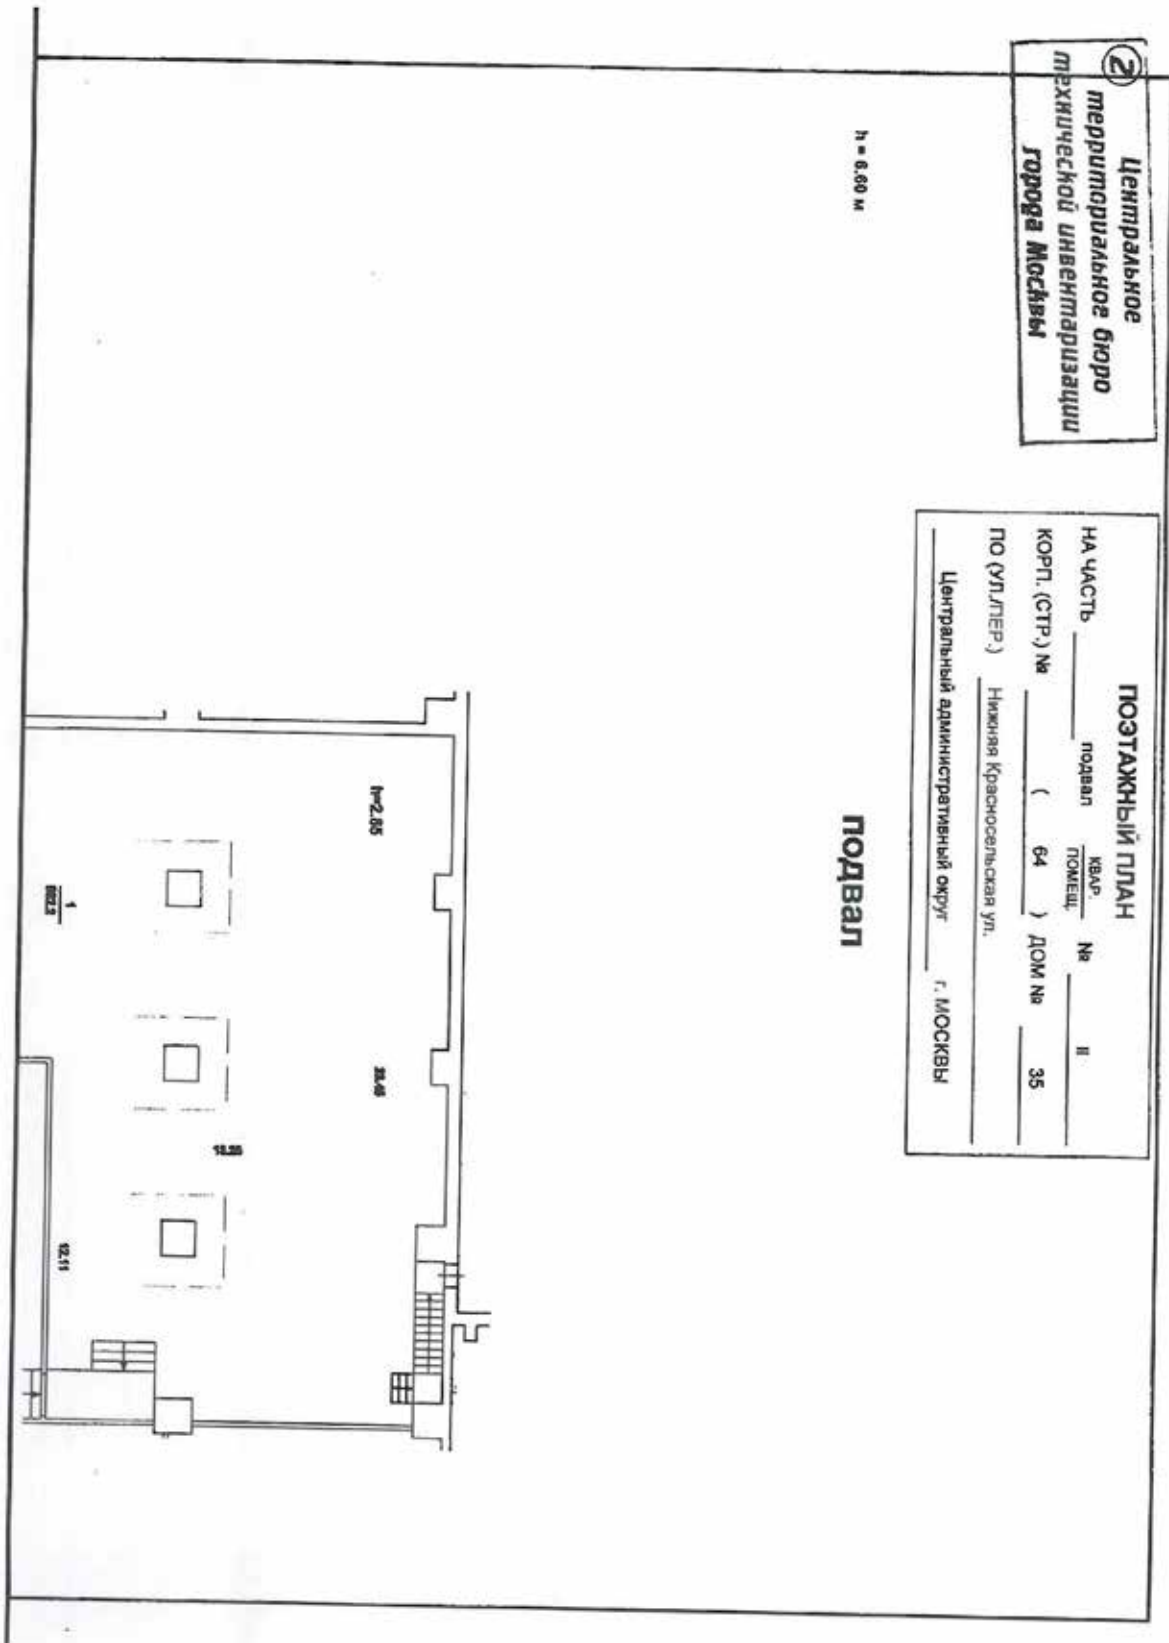 2
Центральное
территориальное бюро
технической инвентаризации
города Москвы
ПОЭТАЖНЫЙ ПЛАН
НА ЧАСТЬ подвал КВАР. ПОМЕЩ. № II
КОРП. (СТР.) № ( 64 ) ДОМ № 35
ПО (УЛ./ПЕР.) Нижняя Красносельская ул.
Центральный административный округ г. МОСКВЫ
h = 6.60 м
подвал
h=2.65
1
12.11